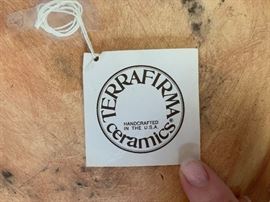 TERRAFIRMA
HANDCRAFTED
IN THE U.S.A.
ceramics®